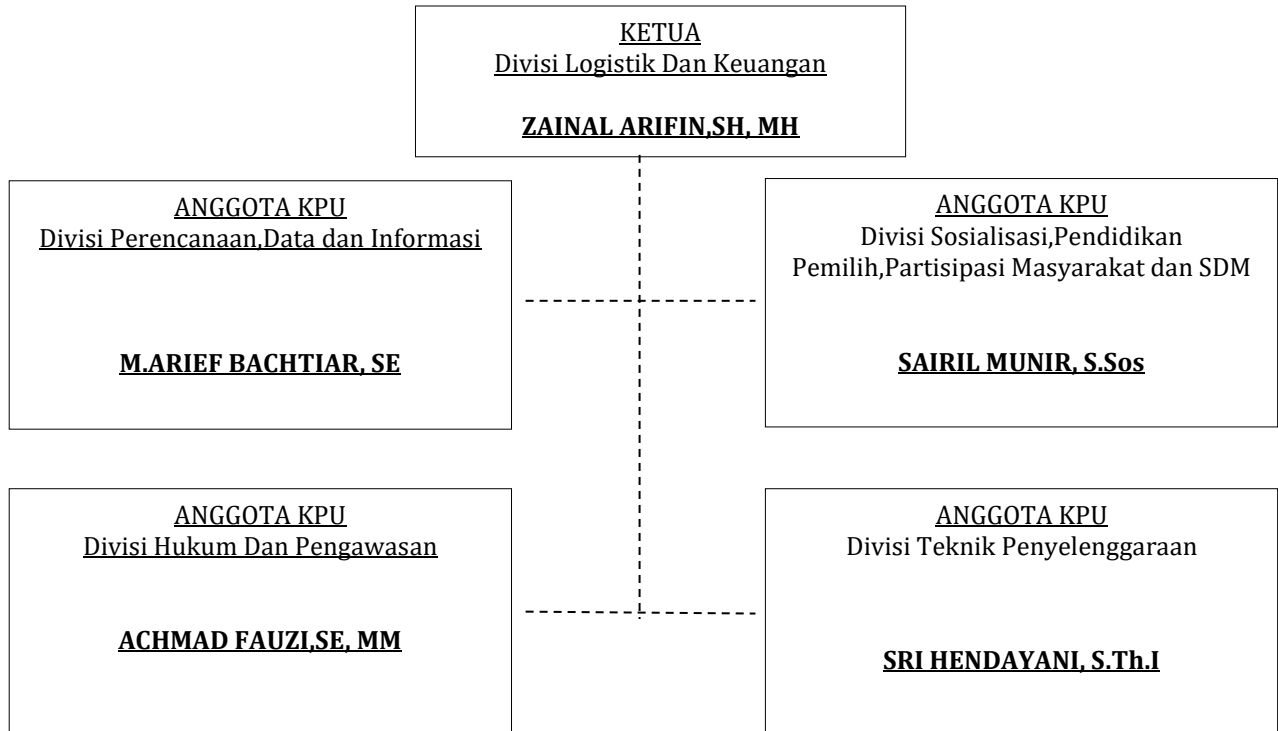 KETUA
Divisi Logistik Dan Keuangan
ZAINAL ARIFIN,SH, MH
ANGGOTA KPU
Divisi Perencanaan,Data dan Informasi
M.ARIEF BACHTIAR, SE
ANGGOTA KPU
Divisi Sosialisasi,Pendidikan
Pemilih,Partisipasi Masyarakat dan SDM
SAIRIL MUNIR, S.Sos
ANGGOTA KPU
Divisi Hukum Dan Pengawasan
ACHMAD FAUZI,SE, MM
ANGGOTA KPU
Divisi Teknik Penyelenggaraan
SRI HENDAYANI, S.Th.I